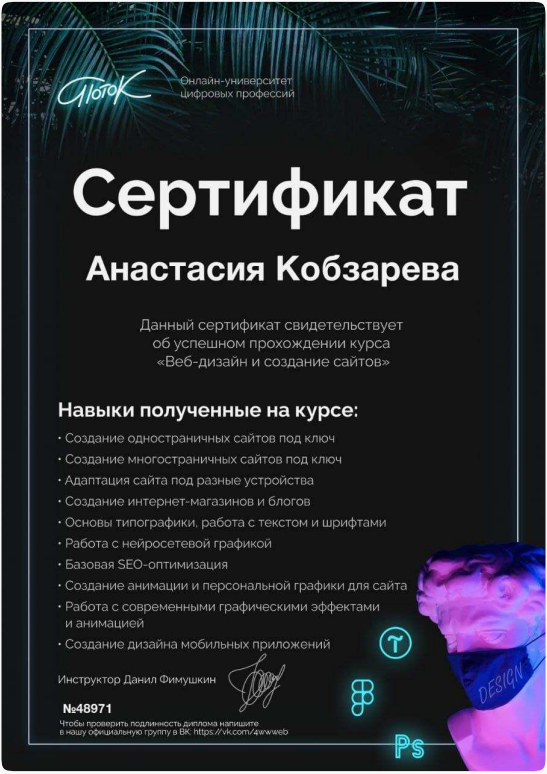 Поток
Онлайн-университет
цифровых профессий
Сертификат
Анастасия Кобзарева
Данный сертификат свидетельствует
об успешном прохождении курса
«Веб-дизайн и создание сайтов»
Навыки полученные на курсе:
• Создание одностраничных сайтов под ключ
• Создание многостраничных сайтов под ключ
• Адаптация сайта под разные устройства
• Создание интернет-магазинов и блогов
• Основы типографики, работа с текстом и шрифтами
• Работа с нейросетевой графикой
• Базовая SEO-оптимизация
• Создание анимации и персональной графики для сайта
• Работа с современными графическими эффектами
и анимацией
• Создание дизайна мобильных приложений
DESIGN
Инструктор Данил Фимушкин
№48971
Чтобы проверить подлинность диплома напишите
в нашу официальную группу в ВК: https://vk.com/4wwweb
Ps